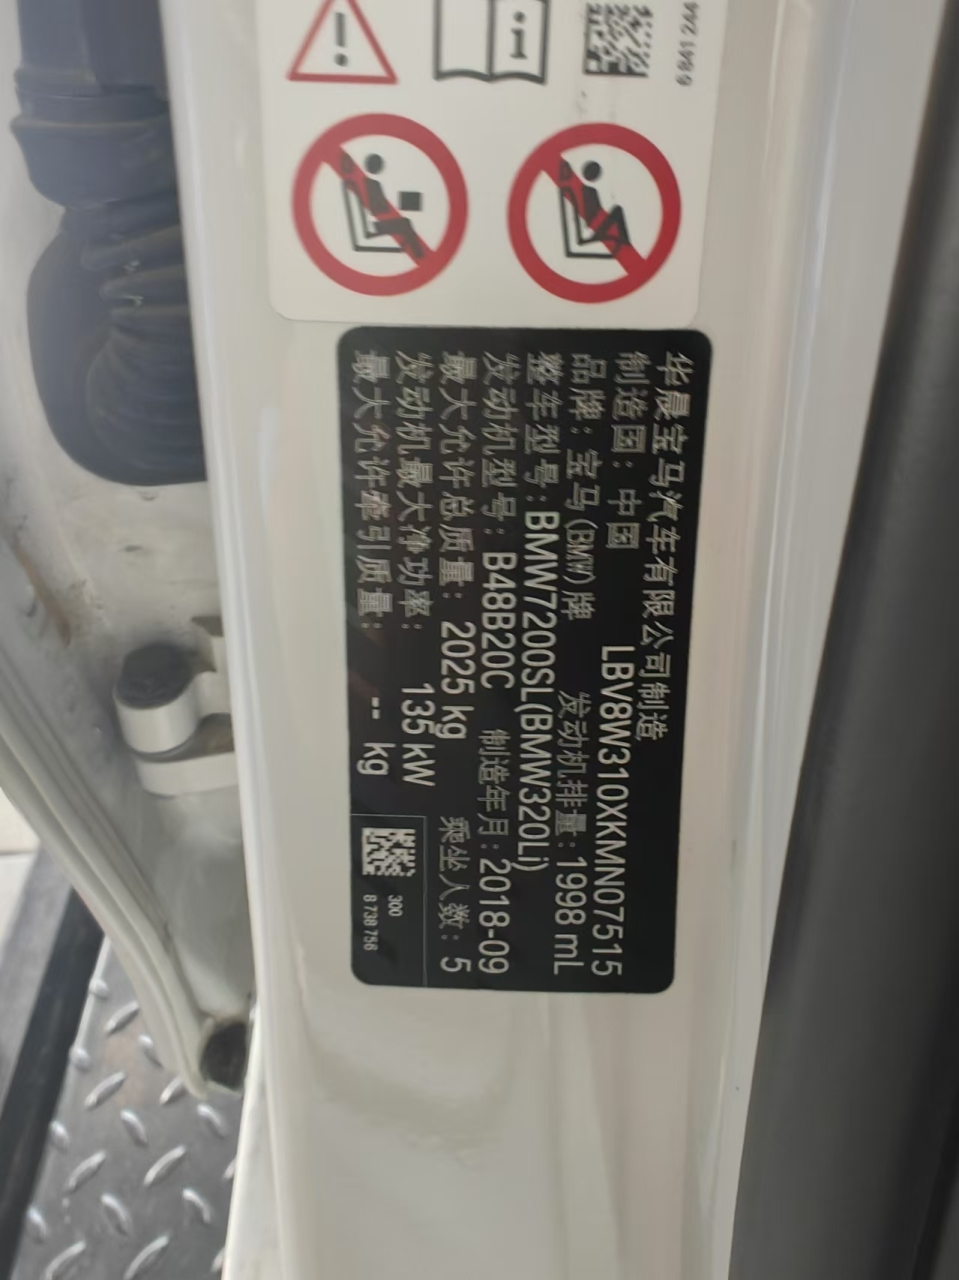 6 841 244
华晨宝马汽车有限公司制造
制造国：中国 LBV8W310XKMN07515
品牌：宝马(BMW)牌 发动机排量：1998 mL
整车型号：BMW7200SL(BMW320Li)
发动机型号：B48B20C 制造年月：2018-09
最大允许总质量：2025 kg 乘坐人数：5
发动机最大净功率：135 kW
最大允许牵引质量：-- kg
300
8 738 756